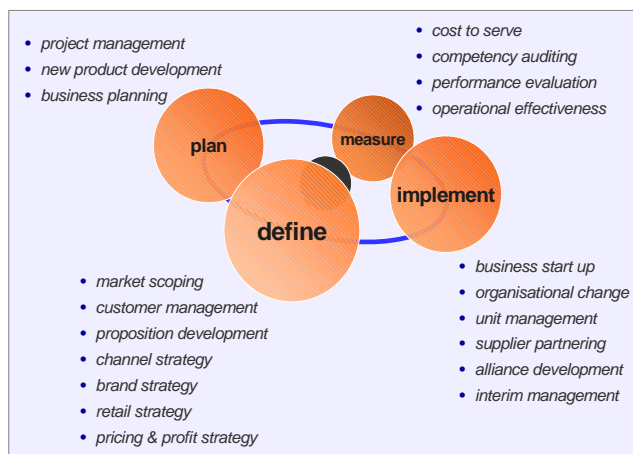 • project management
• new product development
• business planning
• cost to serve
• competency auditing
• performance evaluation
• operational effectiveness
plan
measure
implement
define
• market scoping
• customer management
• proposition development
• channel strategy
• brand strategy
• retail strategy
• pricing & profit strategy
• business start up
• organisational change
• unit management
• supplier partnering
• alliance development
• interim management